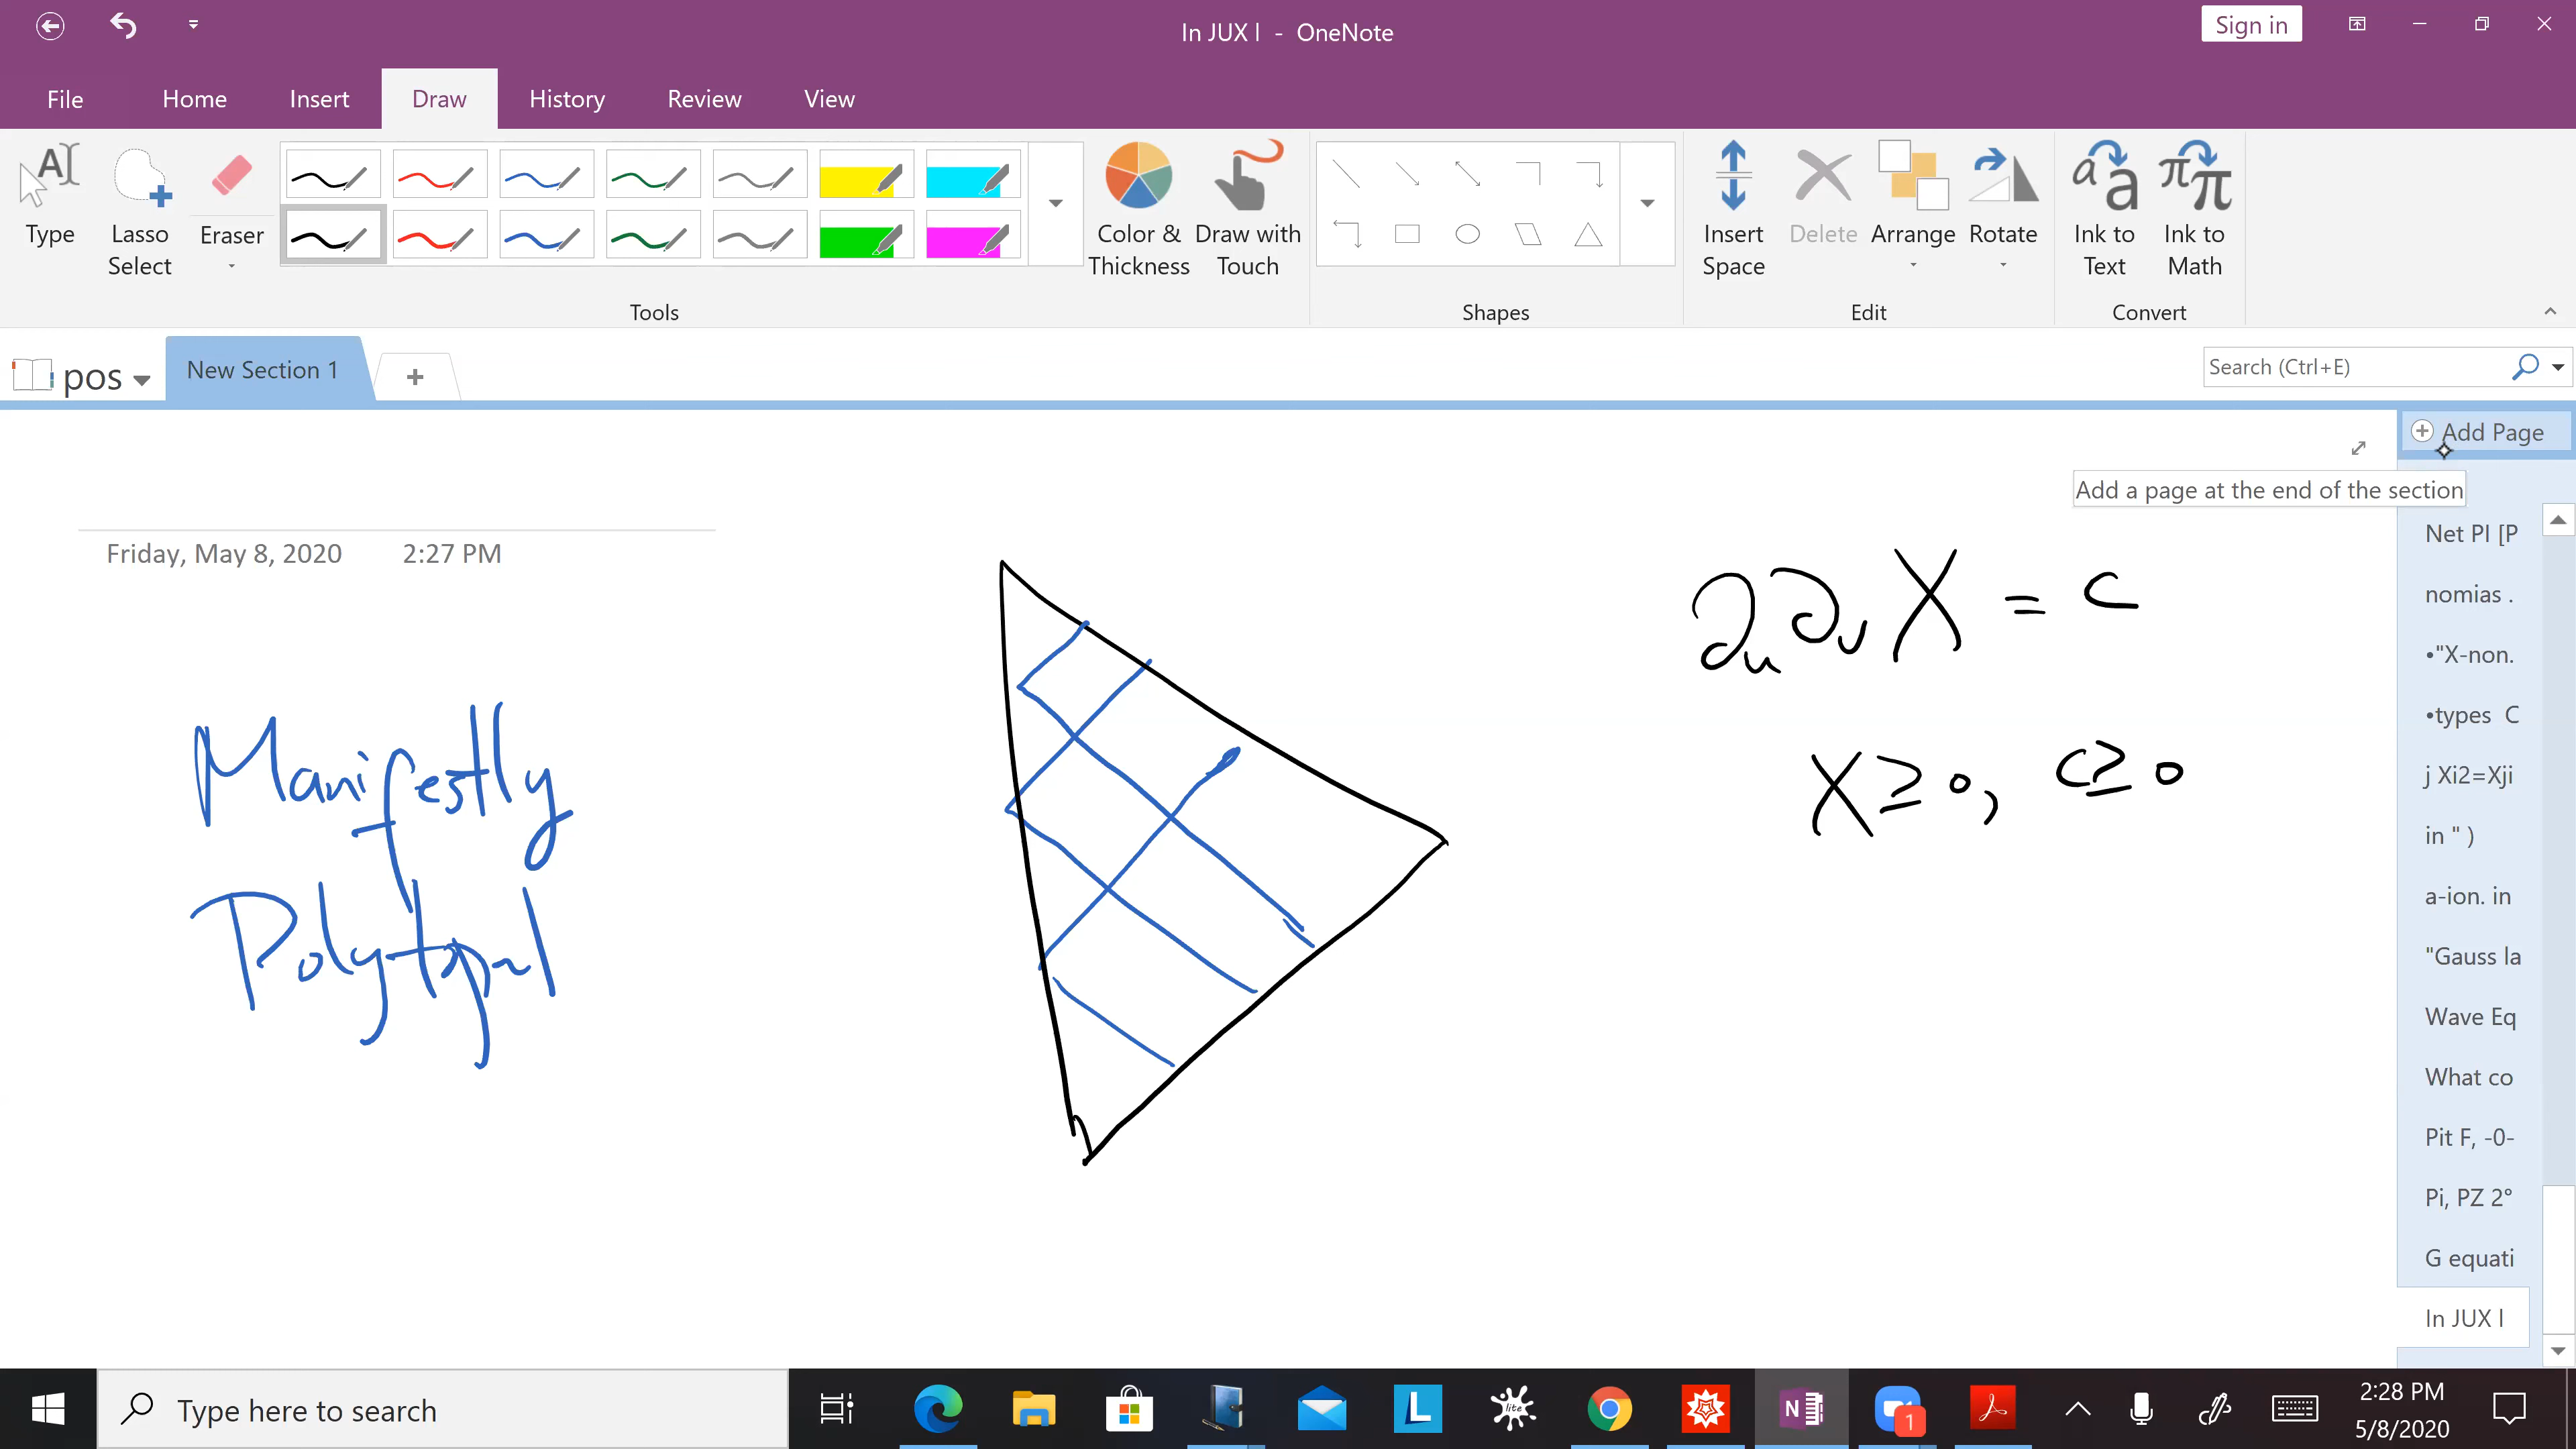 In JUX l - OneNote
Sign in
File Home Insert Draw History Review View
Type
Lasso Select
Eraser
Color & Thickness
Draw with Touch
Insert Space
Delete
Arrange
Rotate
Ink to Text
Ink to Math
Tools
Shapes
Edit
Convert
pos
New Section 1
Search (Ctrl+E)
Add Page
Add a page at the end of the section
Friday, May 8, 2020 2:27 PM
Manifestly
∂u∂vX = c
X ≥ 0, c ≥ 0
Net PI [P
nomias .
•"X-non.
•types C
j Xi2=Xji
in " )
a-ion. in
"Gauss la
Wave Eq
What co
Pit F, -0-
Pi, PZ 2°
G equati
In JUX l
Type here to search
L
lite
N
1
2:28 PM
5/8/2020